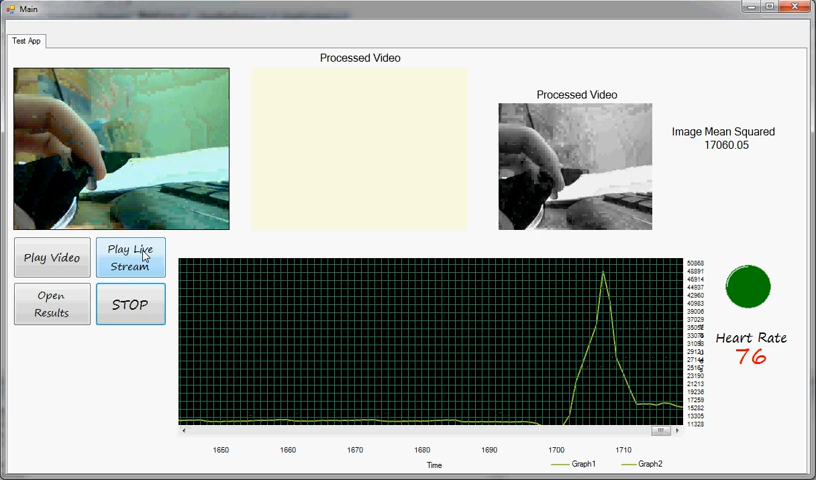 Main
Test App
Processed Video
Processed Video
Image Mean Squared
17060.05
Play Video
Play Live
Stream
Open
Results
STOP
50868
48891
46914
44937
42960
40983
39006
37029
29121
23190
21213
19236
17259
15282
13305
11328
Heart Rate
76
1650
1660
1670
1680
1690
1700
1710
Time
Graph1
Graph2